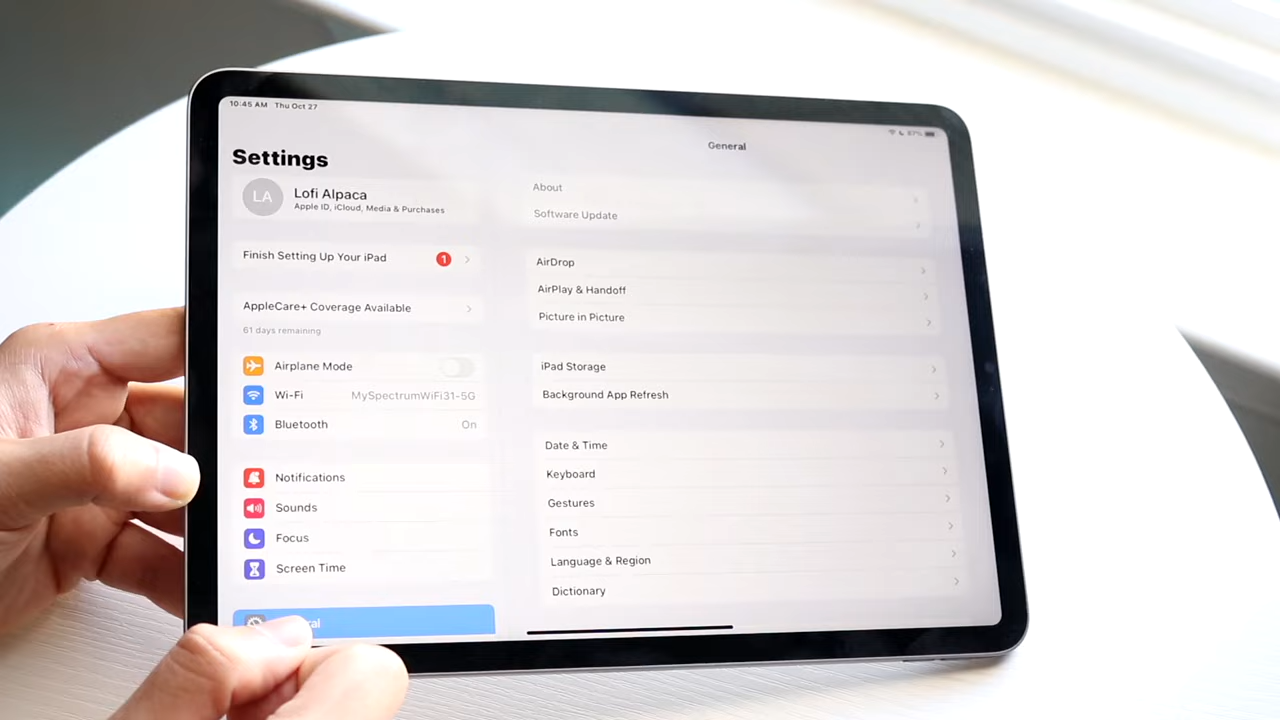 10:45 AM Thu Oct 27
87%
Settings
LA
Lofi Alpaca
Apple ID, iCloud, Media & Purchases
Finish Setting Up Your iPad 1
AppleCare+ Coverage Available
61 days remaining
Airplane Mode
Wi-Fi MySpectrumWiFi31-5G
Bluetooth On
Notifications
Sounds
Focus
Screen Time
General
About
Software Update
AirDrop
AirPlay & Handoff
Picture in Picture
iPad Storage
Background App Refresh
Date & Time
Keyboard
Gestures
Fonts
Language & Region
Dictionary